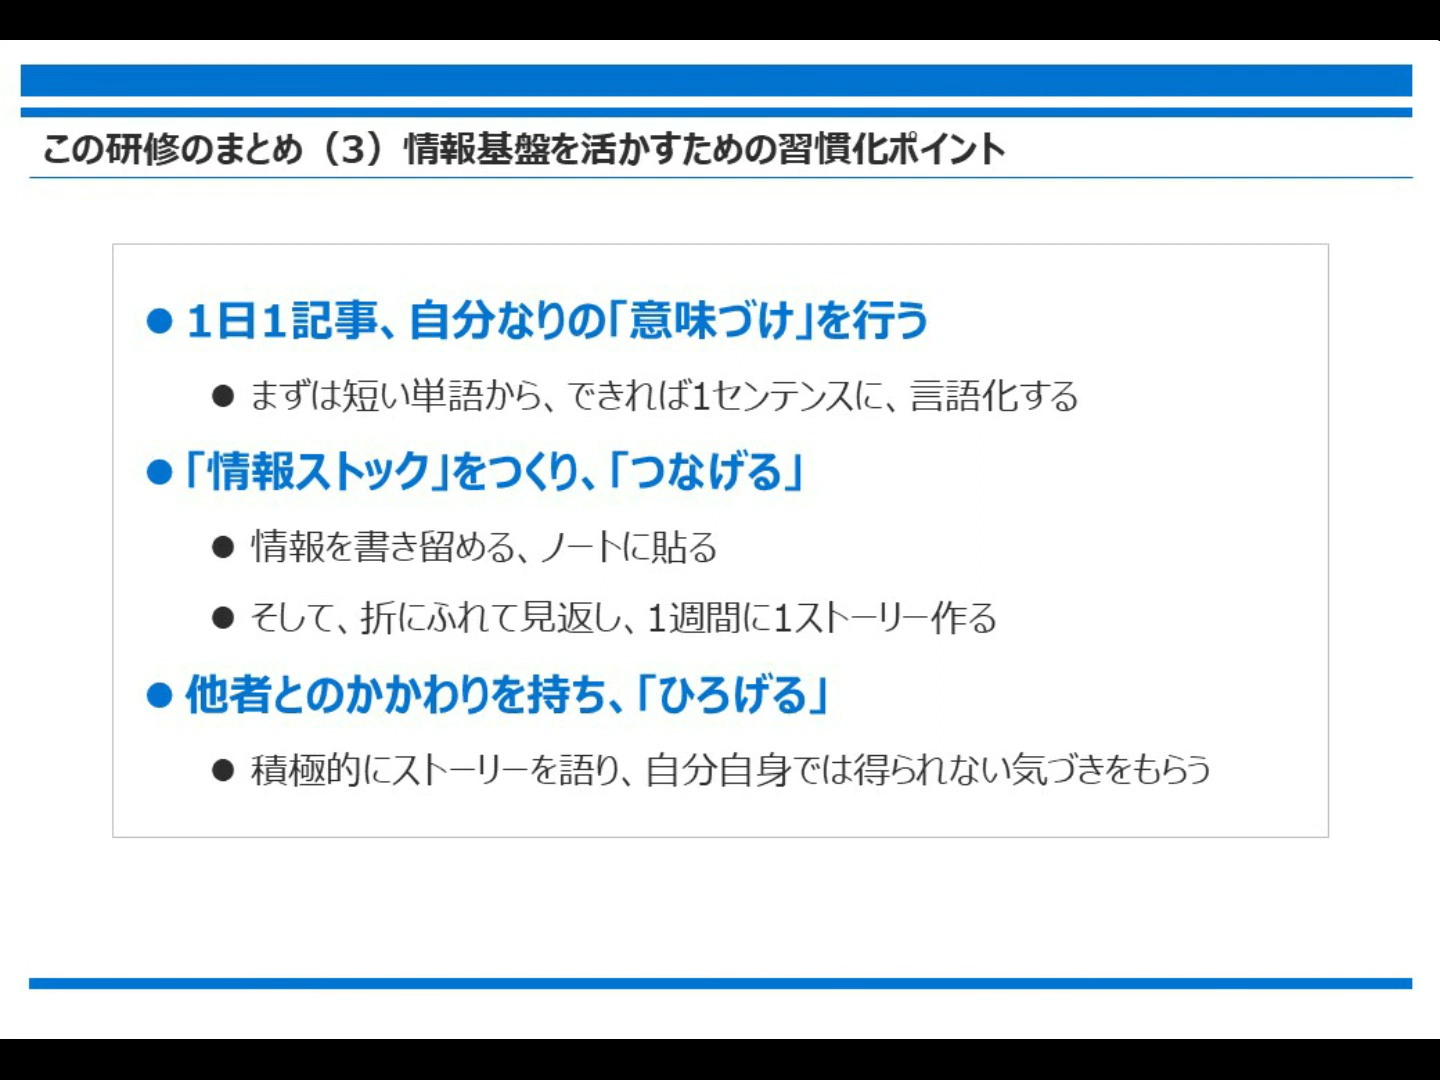 この研修のまとめ（3）情報基盤を活かすための習慣化ポイント
● 1日1記事、自分なりの「意味づけ」を行う
● まずは短い単語から、できれば1センテンスに、言語化する
● 「情報ストック」をつくり、「つなげる」
● 情報を書き留める、ノートに貼る
● そして、折にふれて見返し、1週間に1ストーリー作る
● 他者とのかかわりを持ち、「ひろげる」
● 積極的にストーリーを語り、自分自身では得られない気づきをもらう